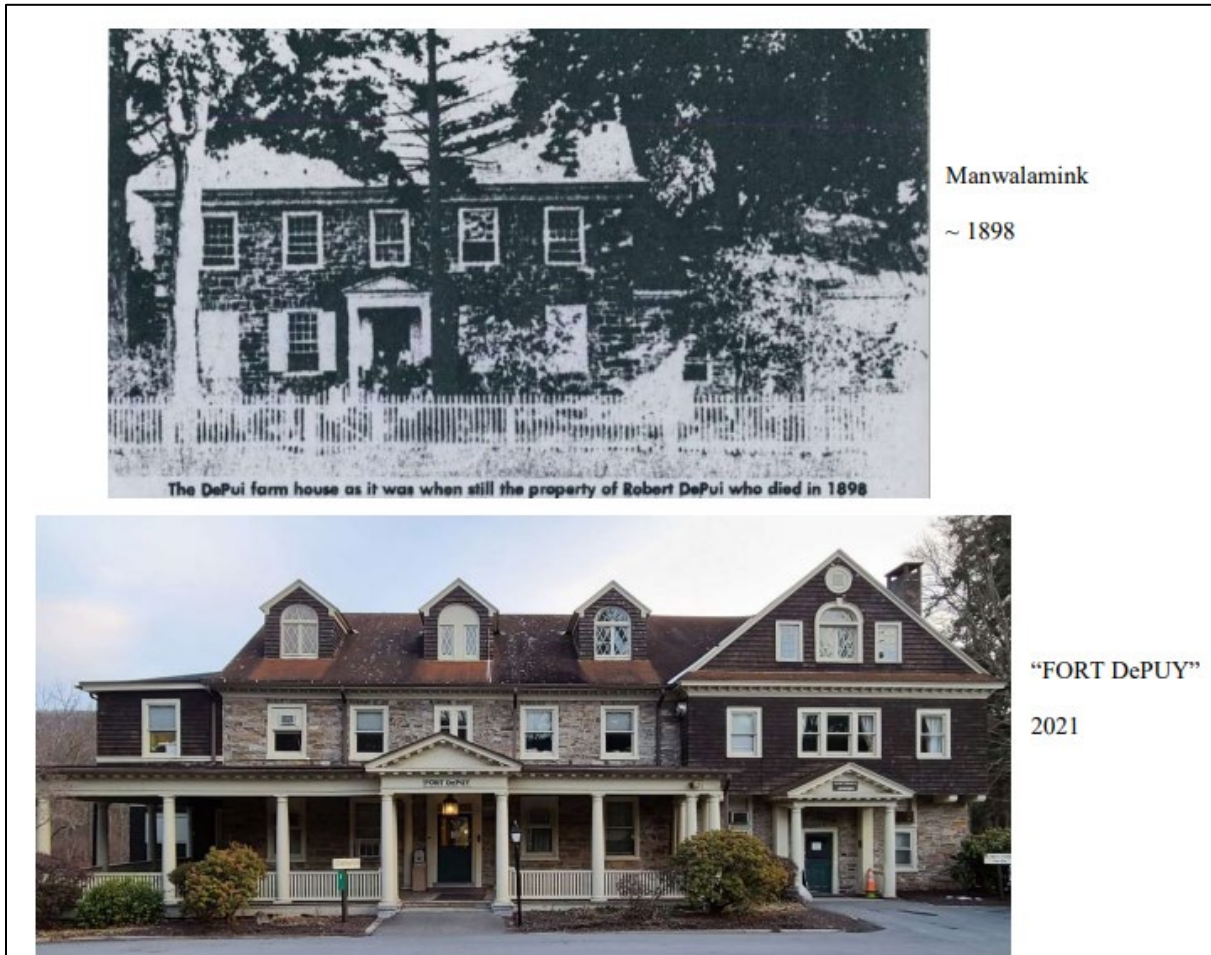 Manwalamink
~ 1898
The DePui farm house as it was when still the property of Robert DePui who died in 1898
FORT DePUY
“FORT DePUY”
2021